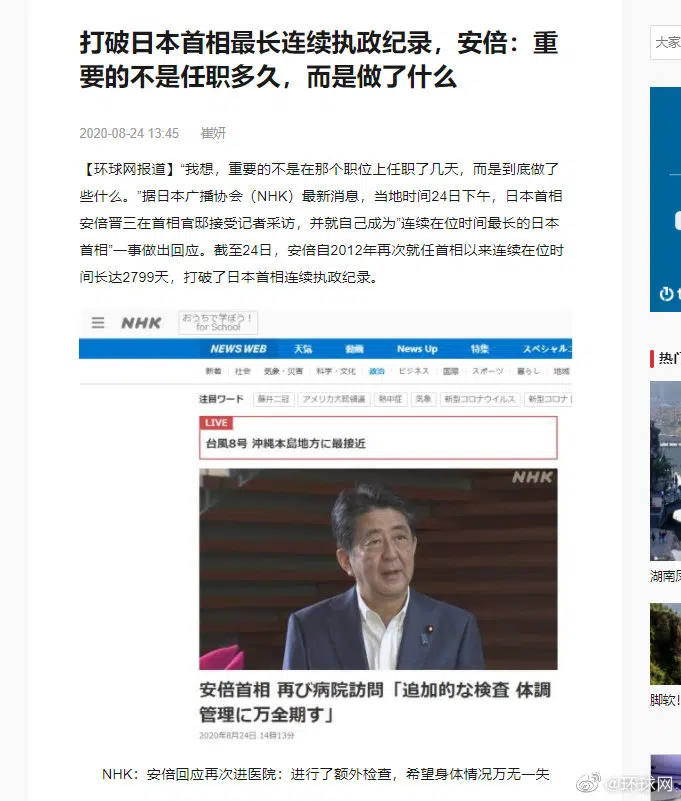 打破日本首相最长连续执政纪录，安倍：重
要的不是任职多久，而是做了什么
大家
2020-08-24 13:45 崔妍
【环球网报道】“我想，重要的不是在那个职位上任职了几天，而是到底做了
些什么。”据日本广播协会（NHK）最新消息，当地时间24日下午，日本首相
安倍晋三在首相官邸接受记者采访，并就自己成为”连续在位时间最长的日本
首相”一事做出回应。截至24日，安倍自2012年再次就任首相以来连续在位时
间长达2799天，打破了日本首相连续执政纪录。
NHK
おうちで学ぼう！
for School
NEWS WEB 天気 動画 News Up 特集 スペシャルコ
新着 社会 気象・災害 科学・文化 政治 ビジネス 国際 スポーツ 暮らし 地域
注目ワード 藤井二冠 アメリカ大統領選 熱中症 気象 新型コロナウイルス 新型コロナ
LIVE
台風8号 沖縄本島地方に最接近
NHK
安倍首相 再び病院訪問「追加的な検査 体調
管理に万全期す」
2020年8月24日 14時13分
NHK：安倍回应再次进医院：进行了额外检查，希望身体情况万无一失
热门
湖南凤
脚软！
@环球网